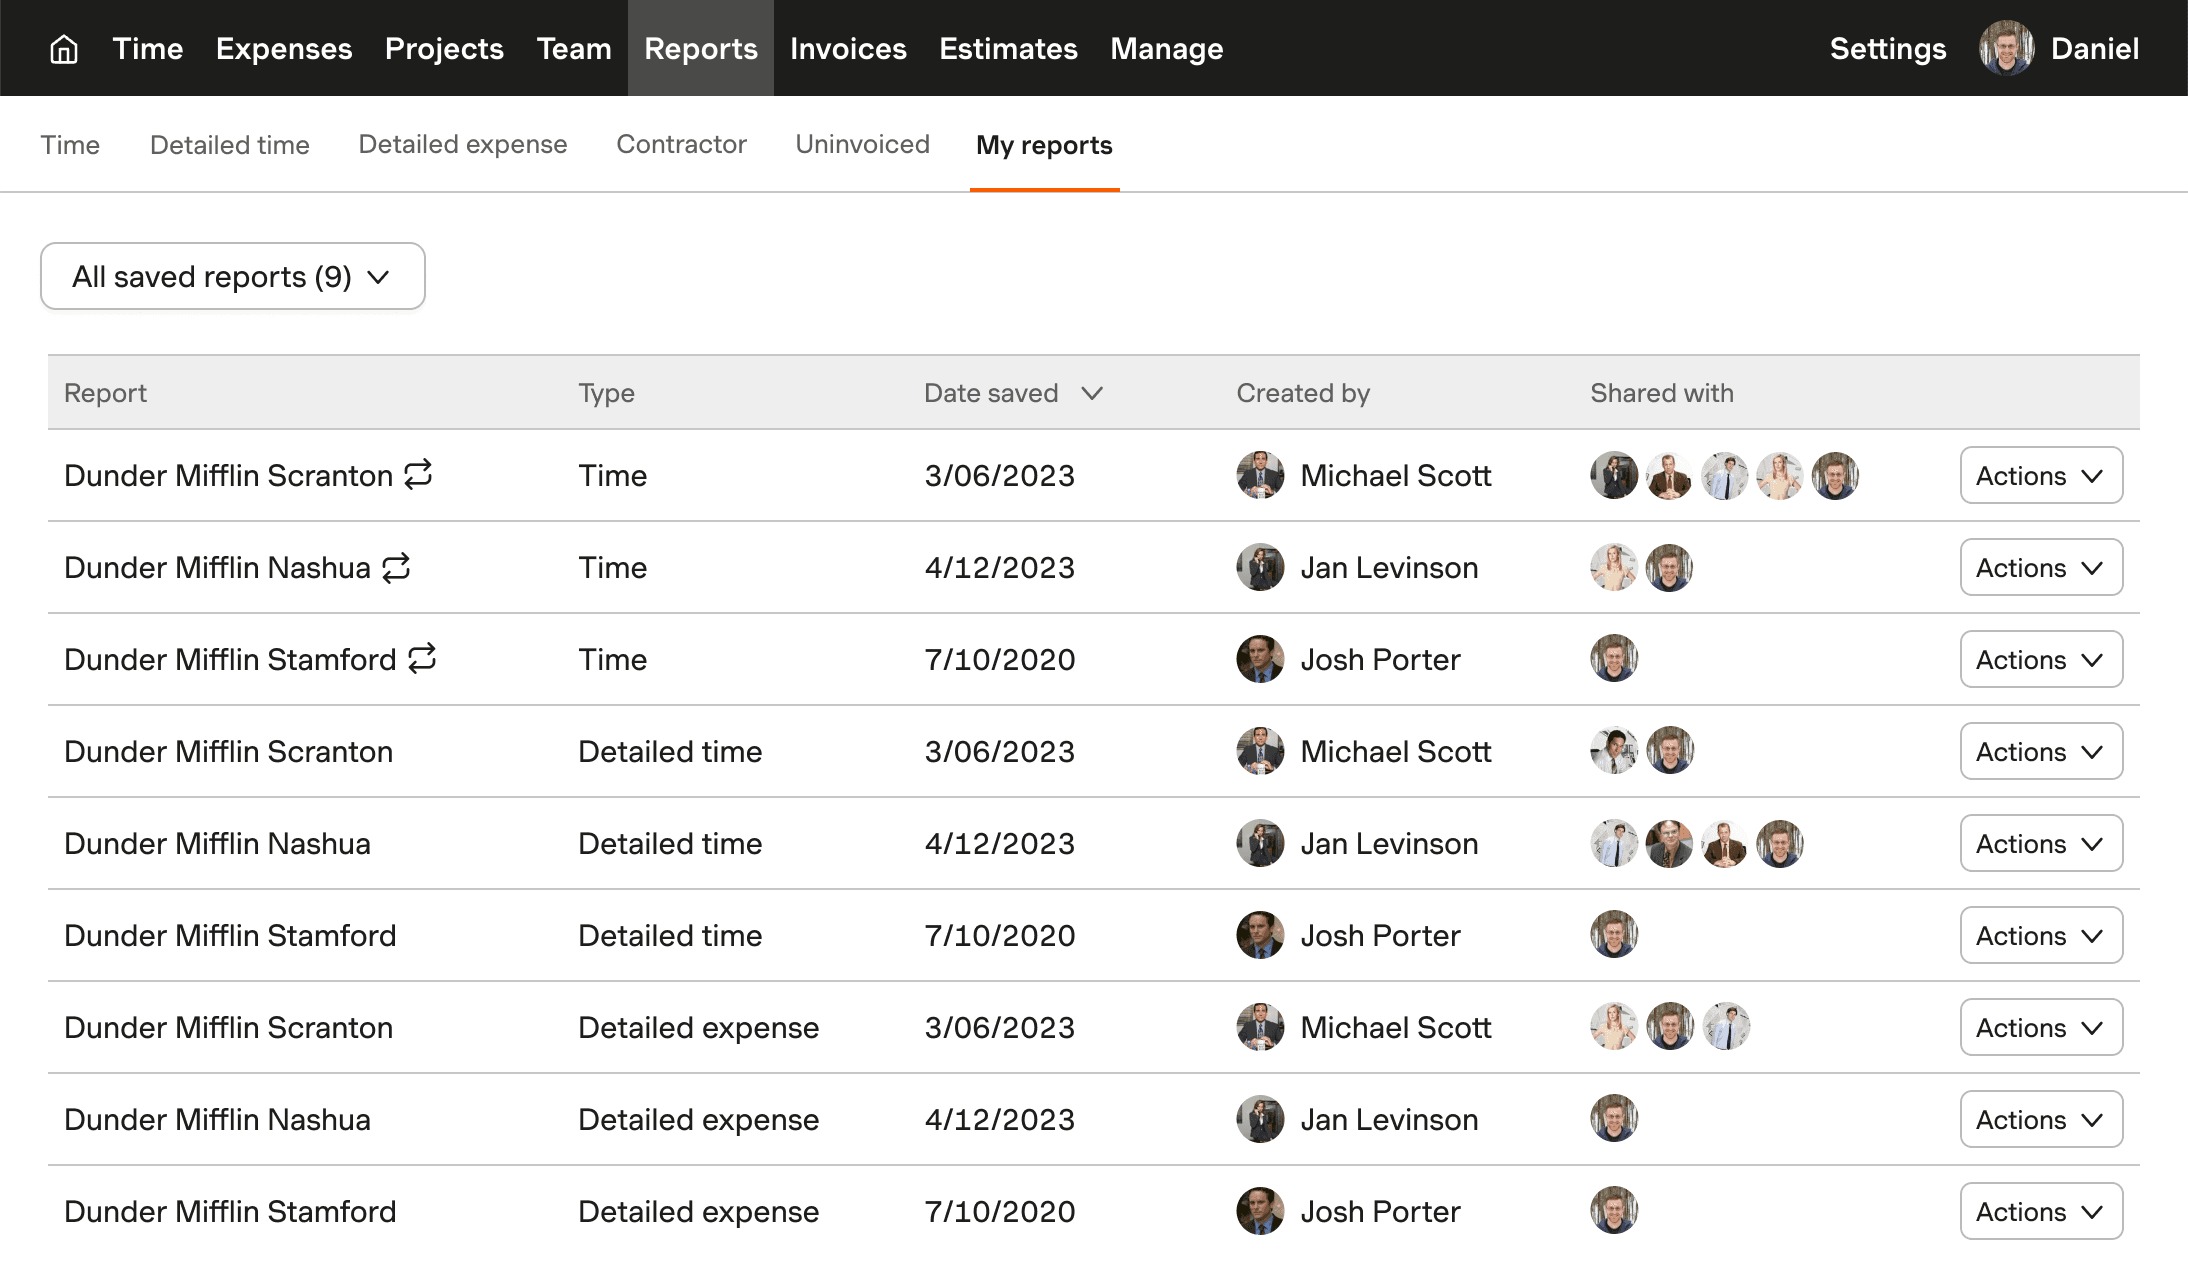 Time Expenses Projects Team Reports Invoices Estimates Manage Settings Daniel
Time Detailed time Detailed expense Contractor Uninvoiced My reports
All saved reports (9)
Report Type Date saved Created by Shared with
Dunder Mifflin Scranton Time 3/06/2023 Michael Scott Actions
Dunder Mifflin Nashua Time 4/12/2023 Jan Levinson Actions
Dunder Mifflin Stamford Time 7/10/2020 Josh Porter Actions
Dunder Mifflin Scranton Detailed time 3/06/2023 Michael Scott Actions
Dunder Mifflin Nashua Detailed time 4/12/2023 Jan Levinson Actions
Dunder Mifflin Stamford Detailed time 7/10/2020 Josh Porter Actions
Dunder Mifflin Scranton Detailed expense 3/06/2023 Michael Scott Actions
Dunder Mifflin Nashua Detailed expense 4/12/2023 Jan Levinson Actions
Dunder Mifflin Stamford Detailed expense 7/10/2020 Josh Porter Actions